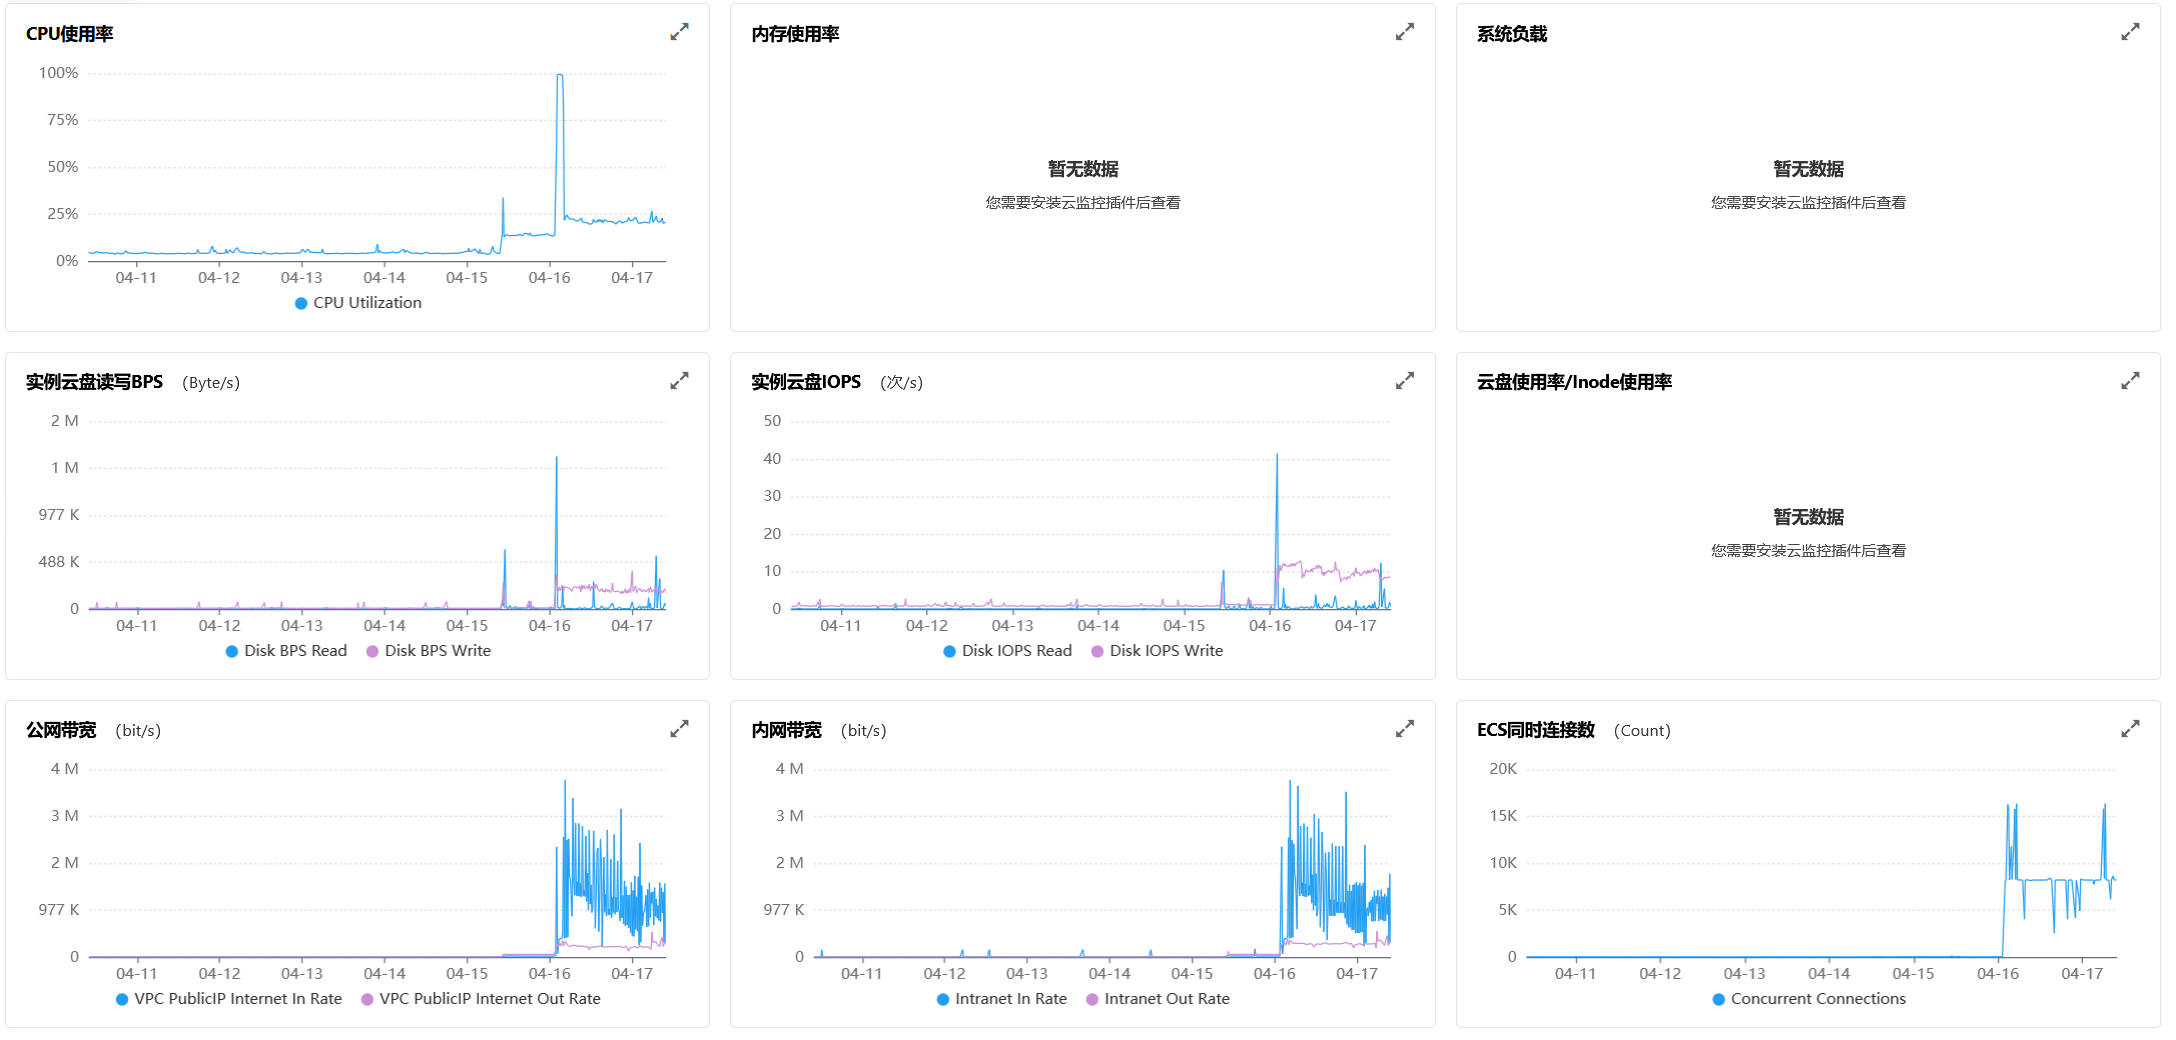 CPU使用率
100%
75%
50%
25%
0%
04-11 04-12 04-13 04-14 04-15 04-16 04-17
CPU Utilization
内存使用率
暂无数据
您需要安装云监控插件后查看
系统负载
暂无数据
您需要安装云监控插件后查看
实例云盘读写BPS (Byte/s)
2 M
1 M
977 K
488 K
0
04-11 04-12 04-13 04-14 04-15 04-16 04-17
Disk BPS Read Disk BPS Write
实例云盘IOPS (次/s)
50
40
30
20
10
0
04-11 04-12 04-13 04-14 04-15 04-16 04-17
Disk IOPS Read Disk IOPS Write
云盘使用率/Inode使用率
暂无数据
您需要安装云监控插件后查看
公网带宽 (bit/s)
4 M
3 M
2 M
977 K
0
04-11 04-12 04-13 04-14 04-15 04-16 04-17
VPC PublicIP Internet In Rate VPC PublicIP Internet Out Rate
内网带宽 (bit/s)
4 M
3 M
2 M
977 K
0
04-11 04-12 04-13 04-14 04-15 04-16 04-17
Intranet In Rate Intranet Out Rate
ECS同时连接数 (Count)
20K
15K
10K
5K
0
04-11 04-12 04-13 04-14 04-15 04-16 04-17
Concurrent Connections